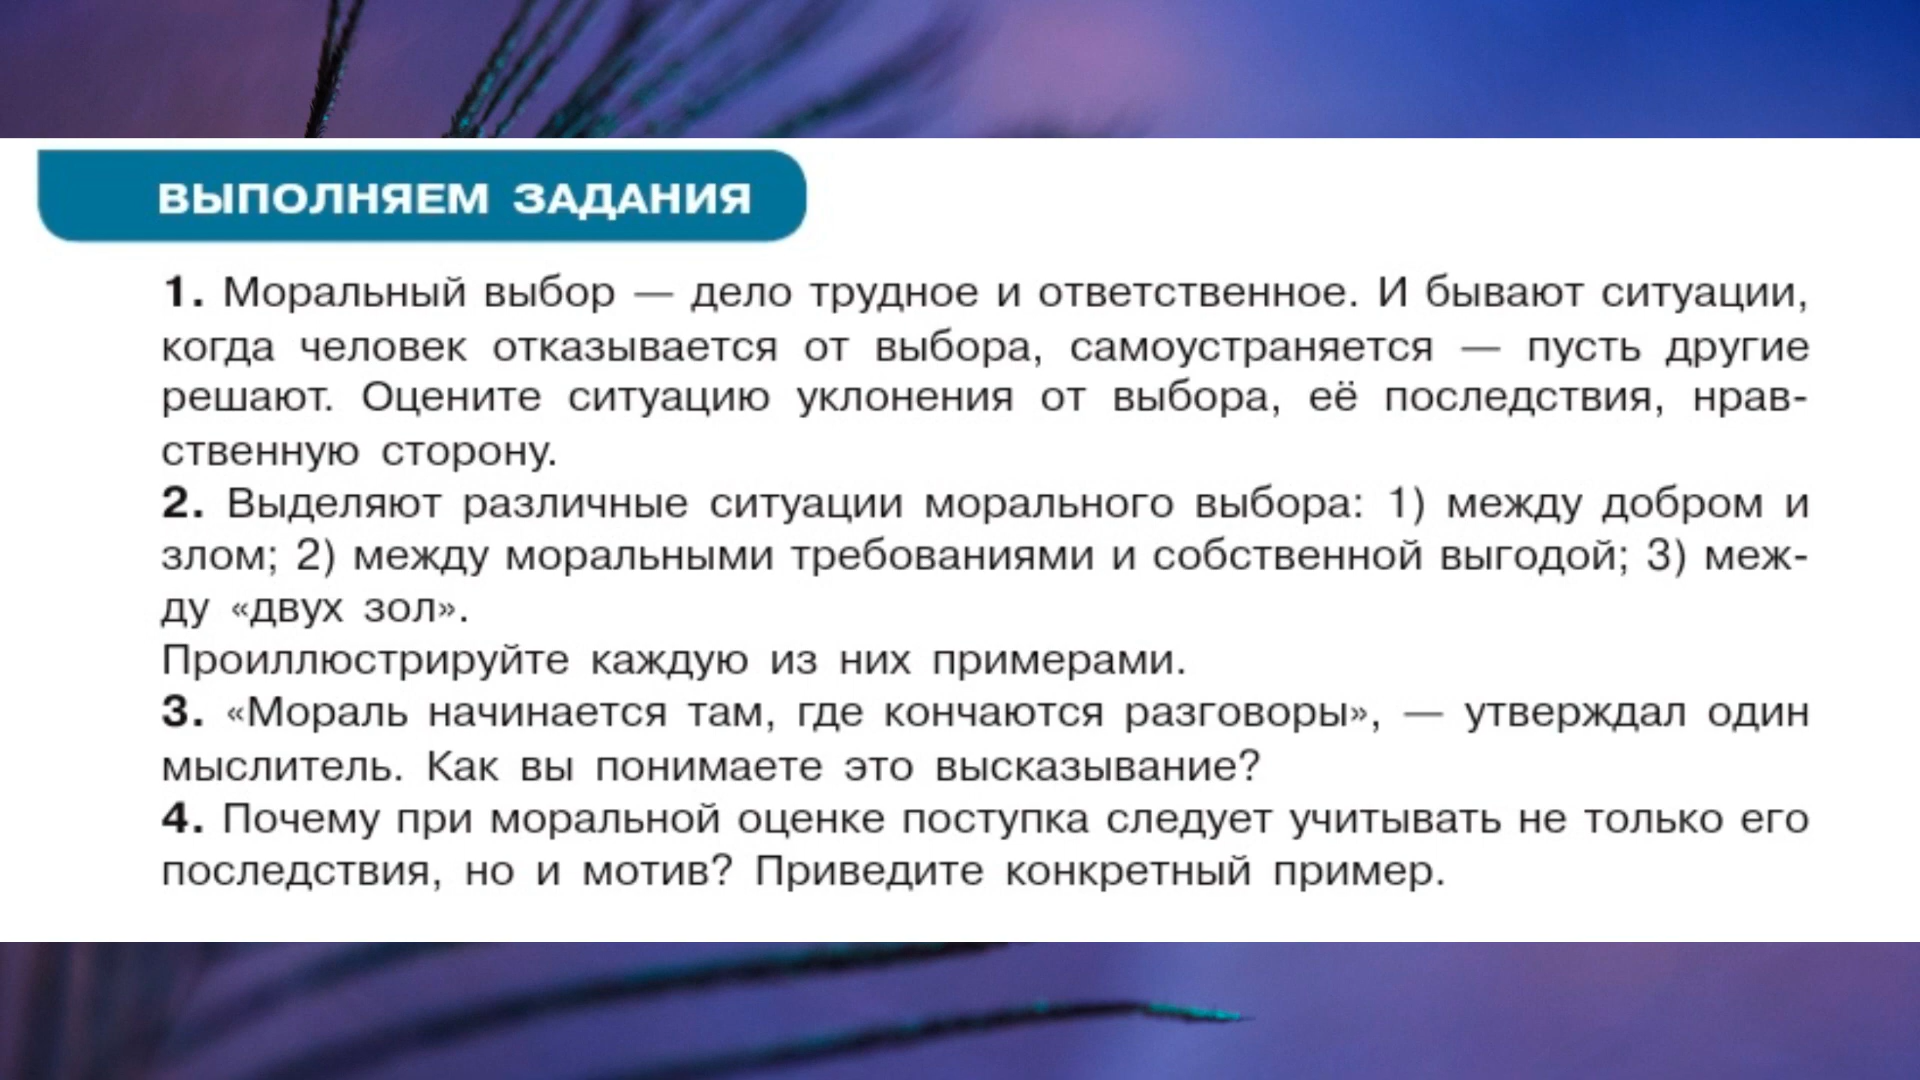 ВЫПОЛНЯЕМ ЗАДАНИЯ
1. Моральный выбор — дело трудное и ответственное. И бывают ситуации,
когда человек отказывается от выбора, самоустраняется — пусть другие
решают. Оцените ситуацию уклонения от выбора, её последствия, нрав-
ственную сторону.
2. Выделяют различные ситуации морального выбора: 1) между добром и
злом; 2) между моральными требованиями и собственной выгодой; 3) меж-
ду «двух зол».
Проиллюстрируйте каждую из них примерами.
3. «Мораль начинается там, где кончаются разговоры», — утверждал один
мыслитель. Как вы понимаете это высказывание?
4. Почему при моральной оценке поступка следует учитывать не только его
последствия, но и мотив? Приведите конкретный пример.